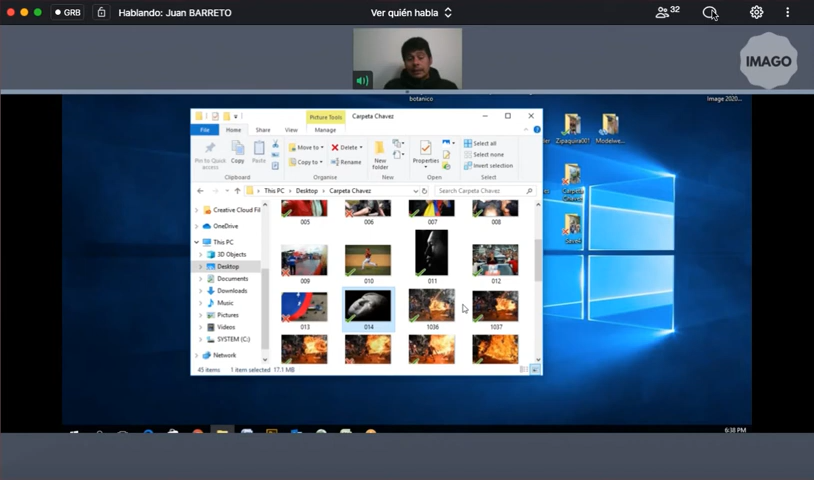 GRB
Hablando: Juan BARRETO
Ver quién habla
32
IMAGO
botanico
Image 2020...
Picture Tools
Carpeta Chavez
File
Home
Share
View
Manage
Pin to Quick access
Copy
Paste
Move to
Copy to
Delete
Rename
New Folder
Properties
Select all
Select none
Invert selection
Clipboard
Organise
New
Open
Select
This PC
Desktop
Carpeta Chavez
Search Carpeta Chavez
Creative Cloud Fil
OneDrive
This PC
3D Objects
Desktop
Documents
Downloads
Music
Pictures
Videos
SYSTEM (C:)
Network
005
006
007
008
009
010
011
012
013
014
1036
1037
45 items
1 item selected
17.1 MB
Zipaquira001
Modelwe...
Carpeta Chavez
6:38 PM